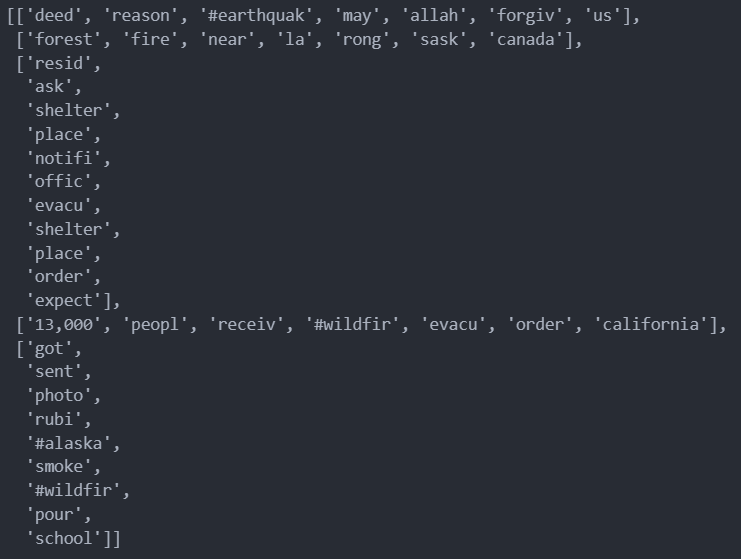 [['deed', 'reason', '#earthquak', 'may', 'allah', 'forgiv', 'us'],
['forest', 'fire', 'near', 'la', 'rong', 'sask', 'canada'],
['resid',
'ask',
'shelter',
'place',
'notifi',
'offic',
'evacu',
'shelter',
'place',
'order',
'expect'],
['13,000', 'peopl', 'receiv', '#wildfir', 'evacu', 'order', 'california'],
['got',
'sent',
'photo',
'rubi',
'#alaska',
'smoke',
'#wildfir',
'pour',
'school']]